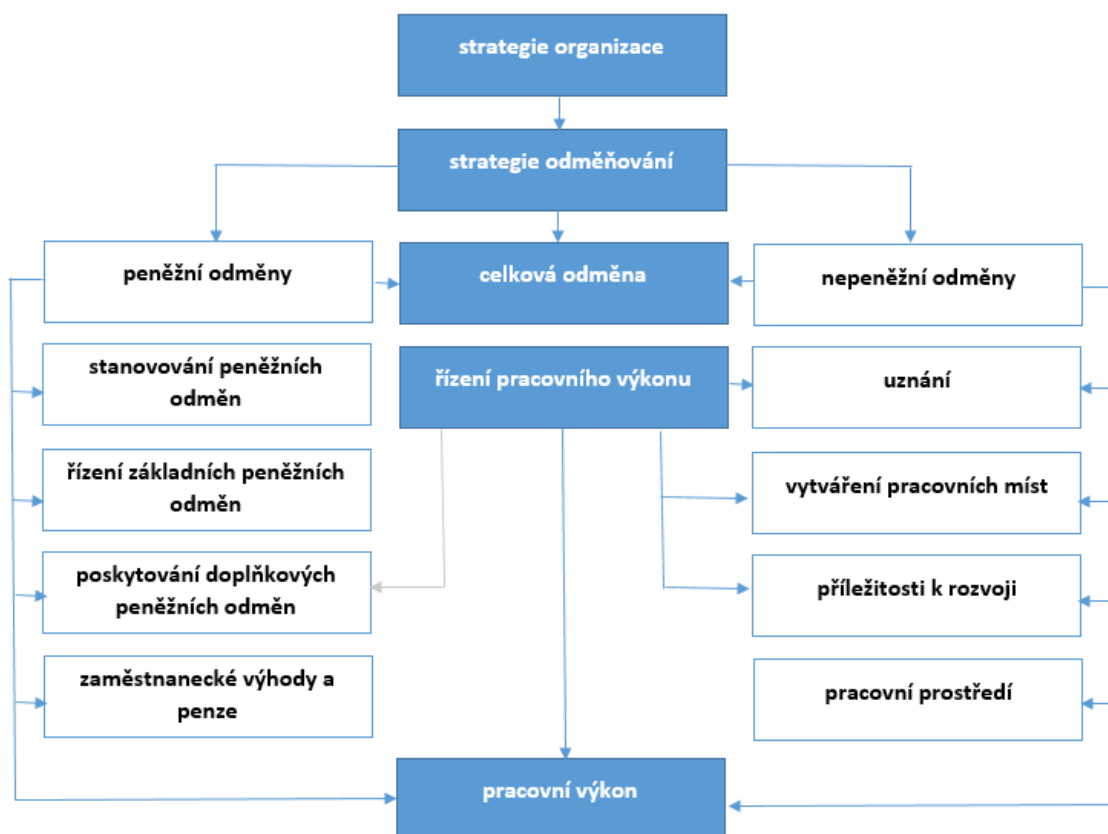 strategie organizace
strategie odměňování
peněžní odměny
celková odměna
nepeněžní odměny
stanovování peněžních
odměn
řízení pracovního výkonu
uznání
řízení základních peněžních
odměn
vytváření pracovních míst
poskytování doplňkových
peněžních odměn
příležitosti k rozvoji
zaměstnanecké výhody a
penze
pracovní prostředí
pracovní výkon